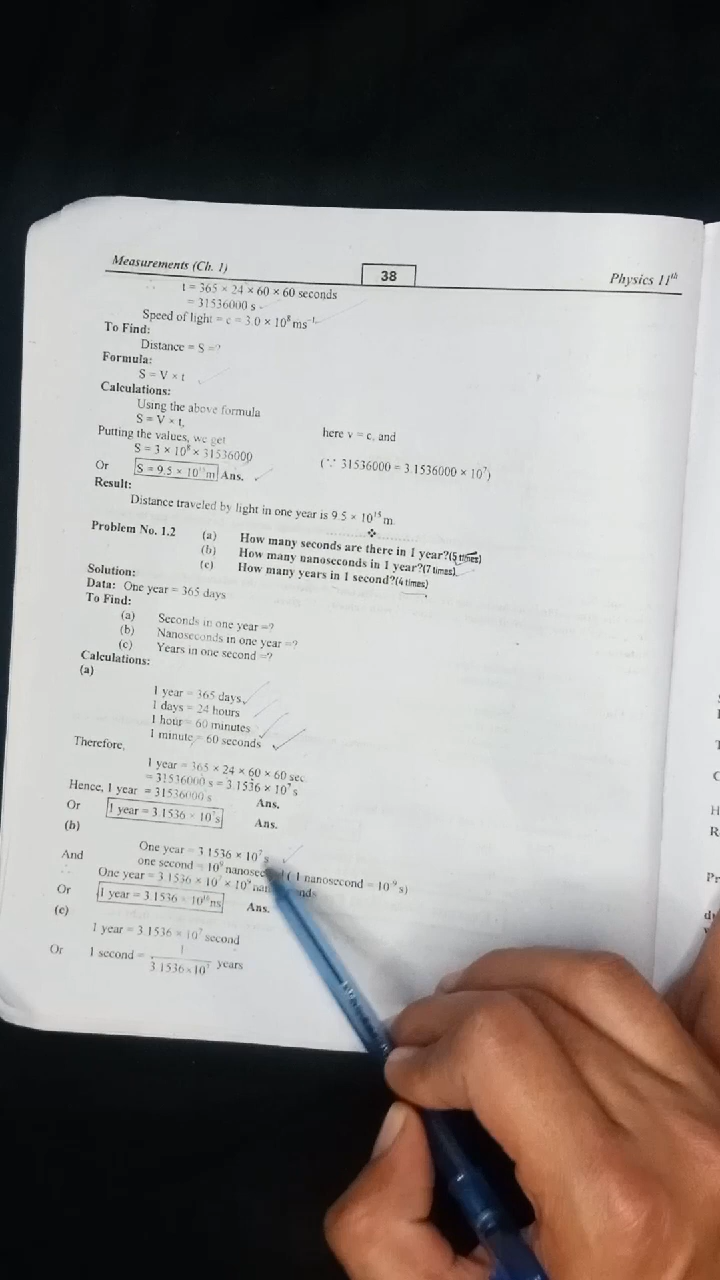 Measurements (Ch. 1) 38 Physics 11th
∴ t = 365 × 24 × 60 × 60 seconds
= 31536000 s
Speed of light = c = 3.0 × 10⁸ ms⁻¹
To Find:
Distance = S = ?
Formula:
S = V × t
Calculations:
Using the above formula
S = V × t,
here v = c, and
Putting the values, we get
S = 3 × 10⁸ × 31536000 (∵ 31536000 = 3.1536000 × 10⁷)
Or S = 9.5 × 10¹⁵ m Ans.
Result:
Distance traveled by light in one year is 9.5 × 10¹⁵ m.
Problem No. 1.2 (a) How many seconds are there in 1 year?(5 times)
(b) How many nanoseconds in 1 year?(7 times)
(c) How many years in 1 second?(4 times)
Solution:
Data: One year = 365 days
To Find:
(a) Seconds in one year = ?
(b) Nanoseconds in one year = ?
(c) Years in one second = ?
Calculations:
(a)
1 year = 365 days
1 days = 24 hours
1 hour = 60 minutes
1 minute = 60 seconds
Therefore,
1 year = 365 × 24 × 60 × 60 sec
= 31536000 s = 3.1536 × 10⁷ s
Hence, 1 year = 31536000 s Ans.
Or 1 year = 3.1536 × 10⁷ s Ans.
(b)
One year = 3.1536 × 10⁷ s
And one second = 10⁹ ( 1 nanosecond = 10⁻⁹ s)
∴ One year = 3.1536 × 10⁷ × 10⁹
Or 1 year = 3.1536 × 10¹⁶ ns Ans.
(c)
1 year = 3.1536 × 10⁷ second
Or 1 second = 1 / 3.1536 × 10⁷ years